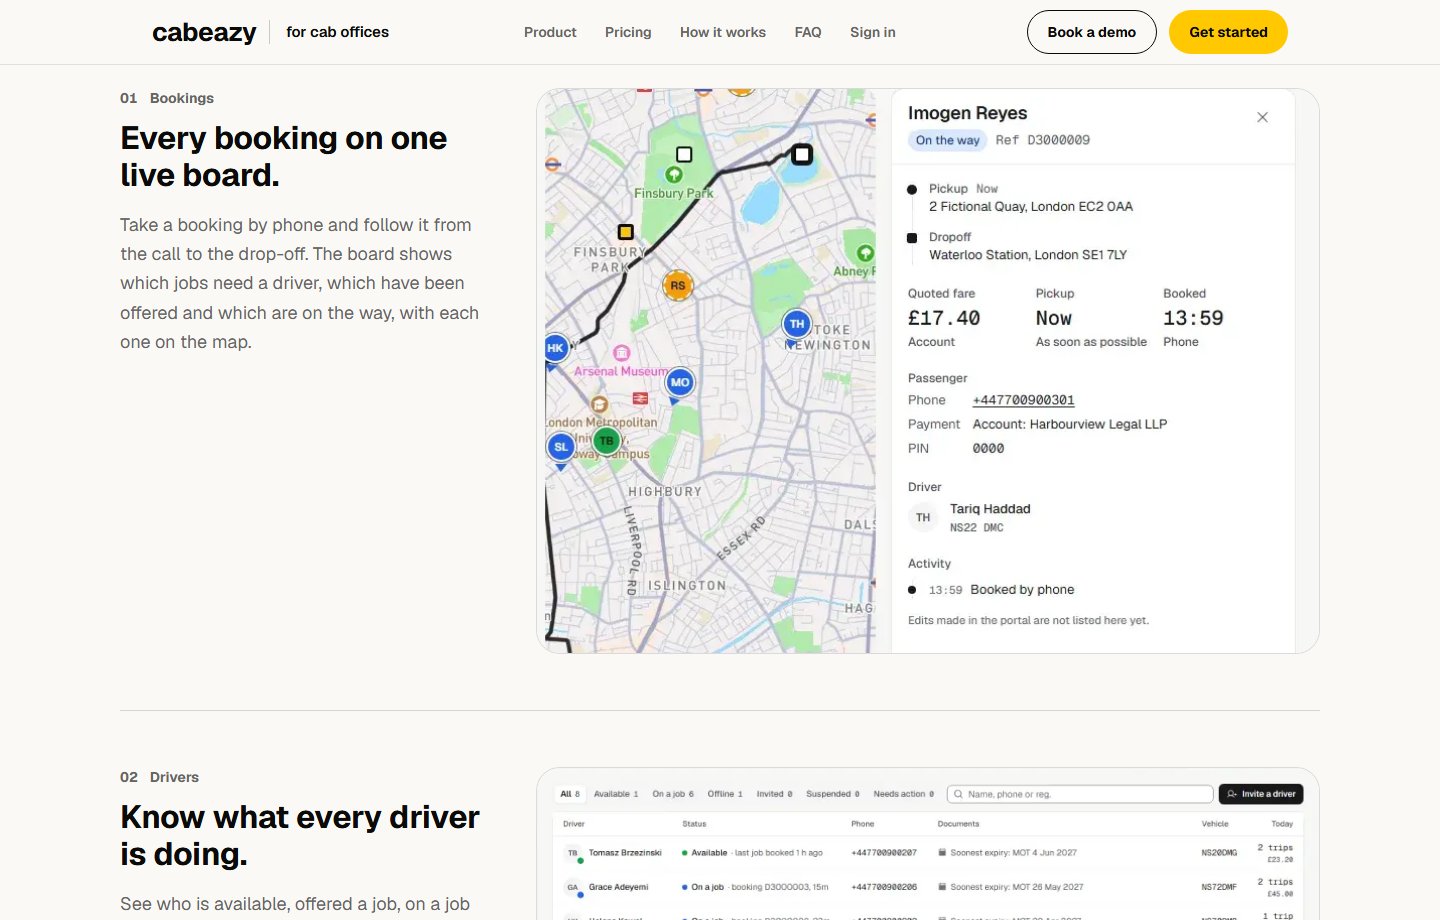 cabeazy
for cab offices
Product
Pricing
How it works
FAQ
Sign in
Book a demo
Get started
01 Bookings
Every booking on one
live board.
Take a booking by phone and follow it from
the call to the drop-off. The board shows
which jobs need a driver, which have been
offered and which are on the way, with each
one on the map.
Finsbury Park
FINSBURY
PARK
RS
Abney
TH
TOKE
NEWINGTON
HK
Arsenal Museum
MO
London Metropolitan
SL
TB
HIGHBURY
LIVERPOOL RD
ESSEX RD
DALS
ISLINGTON
HAG
Imogen Reyes
On the way
Ref D3000009
Pickup Now
2 Fictional Quay, London EC2 0AA
Dropoff
Waterloo Station, London SE1 7LY
Quoted fare
Pickup
Booked
£17.40
Now
13:59
Account
As soon as possible
Phone
Passenger
Phone +447700900301
Payment Account: Harbourview Legal LLP
PIN 0000
Driver
TH
Tariq Haddad
NS22 DMC
Activity
13:59 Booked by phone
Edits made in the portal are not listed here yet.
02 Drivers
Know what every driver
is doing.
See who is available, offered a job, on a job
All 8
Available 1
On a job 6
Offline 1
Invited 0
Suspended 0
Needs action 0
Name, phone or reg.
Invite a driver
Driver
Status
Phone
Documents
Vehicle
Today
TB Tomasz Brzezinski
Available · last job booked 1 h ago
+447700900207
Soonest expiry: MOT 4 Jun 2027
NS20DMG
2 trips
£23.20
GA Grace Adeyemi
On a job · booking D3000003, 15m
+447700900206
Soonest expiry: MOT 26 May 2027
NS72DMF
2 trips
£45.00
1 trip